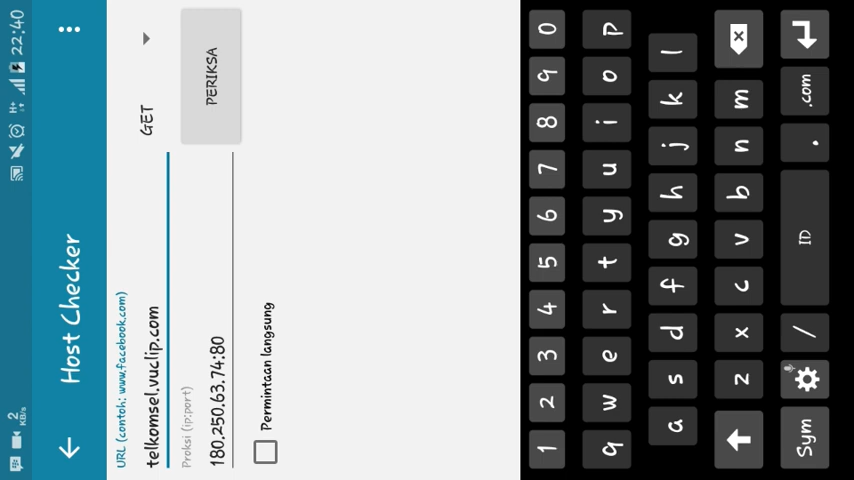 2
KB/s
H+
22:40
Host Checker
URL (contoh: www.facebook.com)
telkomsel.vuclip.com
GET
Proksi (ip:port)
180.250.63.74:80
PERIKSA
Permintaan langsung
1 2 3 4 5 6 7 8 9 0
q w e r t y u i o p
a s d f g h j k l
z x c v b n m
Sym / ID . .com